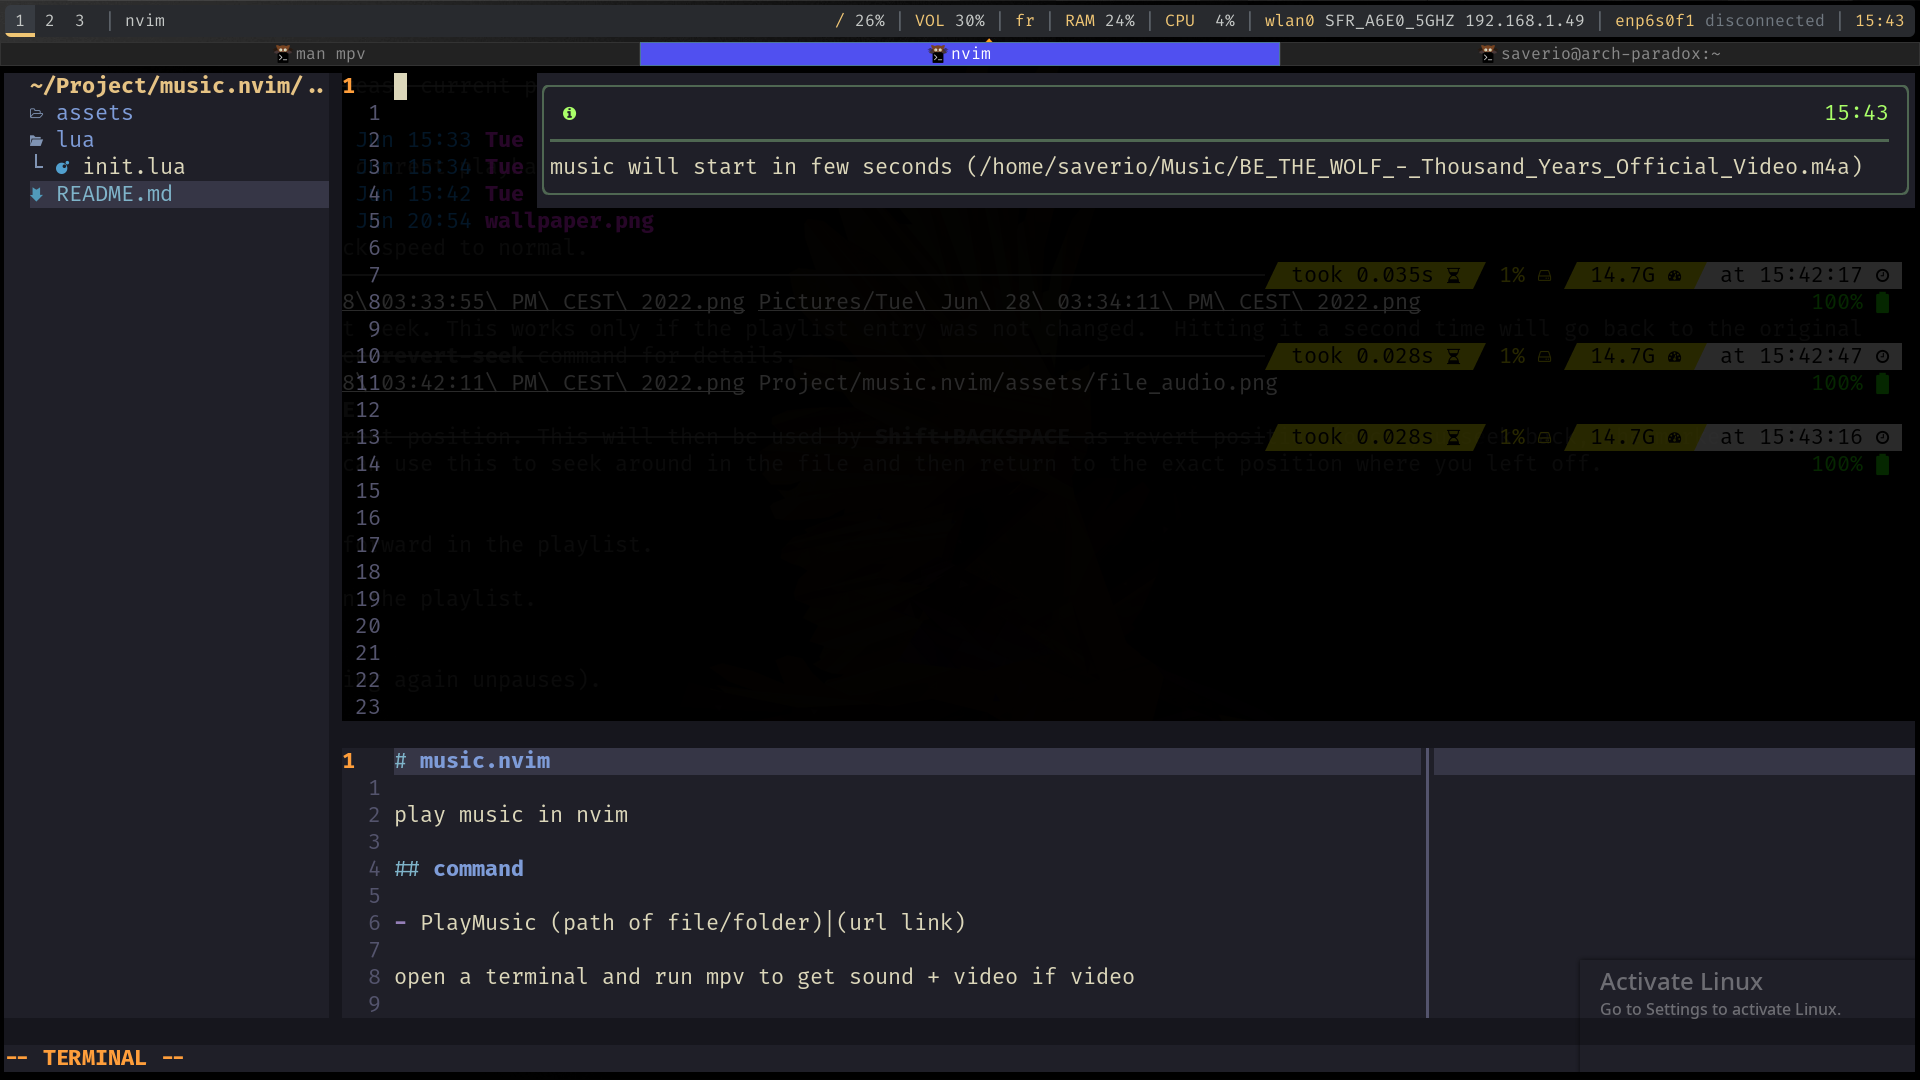 1 2 3 | nvim / 26% | VOL 30% | fr | RAM 24% | CPU 4% | wlan0 SFR_A6E0_5GHZ 192.168.1.49 | enp6s0f1 disconnected | 15:43
man mpv nvim saverio@arch-paradox:~
~/Project/music.nvim/..
assets
lua
└ init.lua
README.md
15:43
music will start in few seconds (/home/saverio/Music/BE_THE_WOLF_-_Thousand_Years_Official_Video.m4a)
1
1
2 Jun 15:33 Tue
3 Jun 15:34 Tue
4 Jun 15:42 Tue
5 Jun 20:54 wallpaper.png
6 ck speed to normal.
7 took 0.035s 1% 14.7G at 15:42:17
8\ 03:33:55\ PM\ CEST\ 2022.png Pictures/Tue\ Jun\ 28\ 03:34:11\ PM\ CEST\ 2022.png 100%
9 t seek. This works only if the playlist entry was not changed. Hitting it a second time will go back to the original
10 revert-seek command for details. took 0.028s 1% 14.7G at 15:42:47
11 03:42:11\ PM\ CEST\ 2022.png Project/music.nvim/assets/file_audio.png 100%
12
13 position. This will then be used by Shift+BACKSPACE as revert took 0.028s 1% 14.7G at 15:43:16
14 use this to seek around in the file and then return to the exact position where you left off. 100%
15
16
17 forward in the playlist.
18
19 the playlist.
20
21
22 again unpauses).
23
1 # music.nvim
1
2 play music in nvim
3
4 ## command
5
6 - PlayMusic (path of file/folder)|(url link)
7
8 open a terminal and run mpv to get sound + video if video
9
Activate Linux
Go to Settings to activate Linux.
-- TERMINAL --